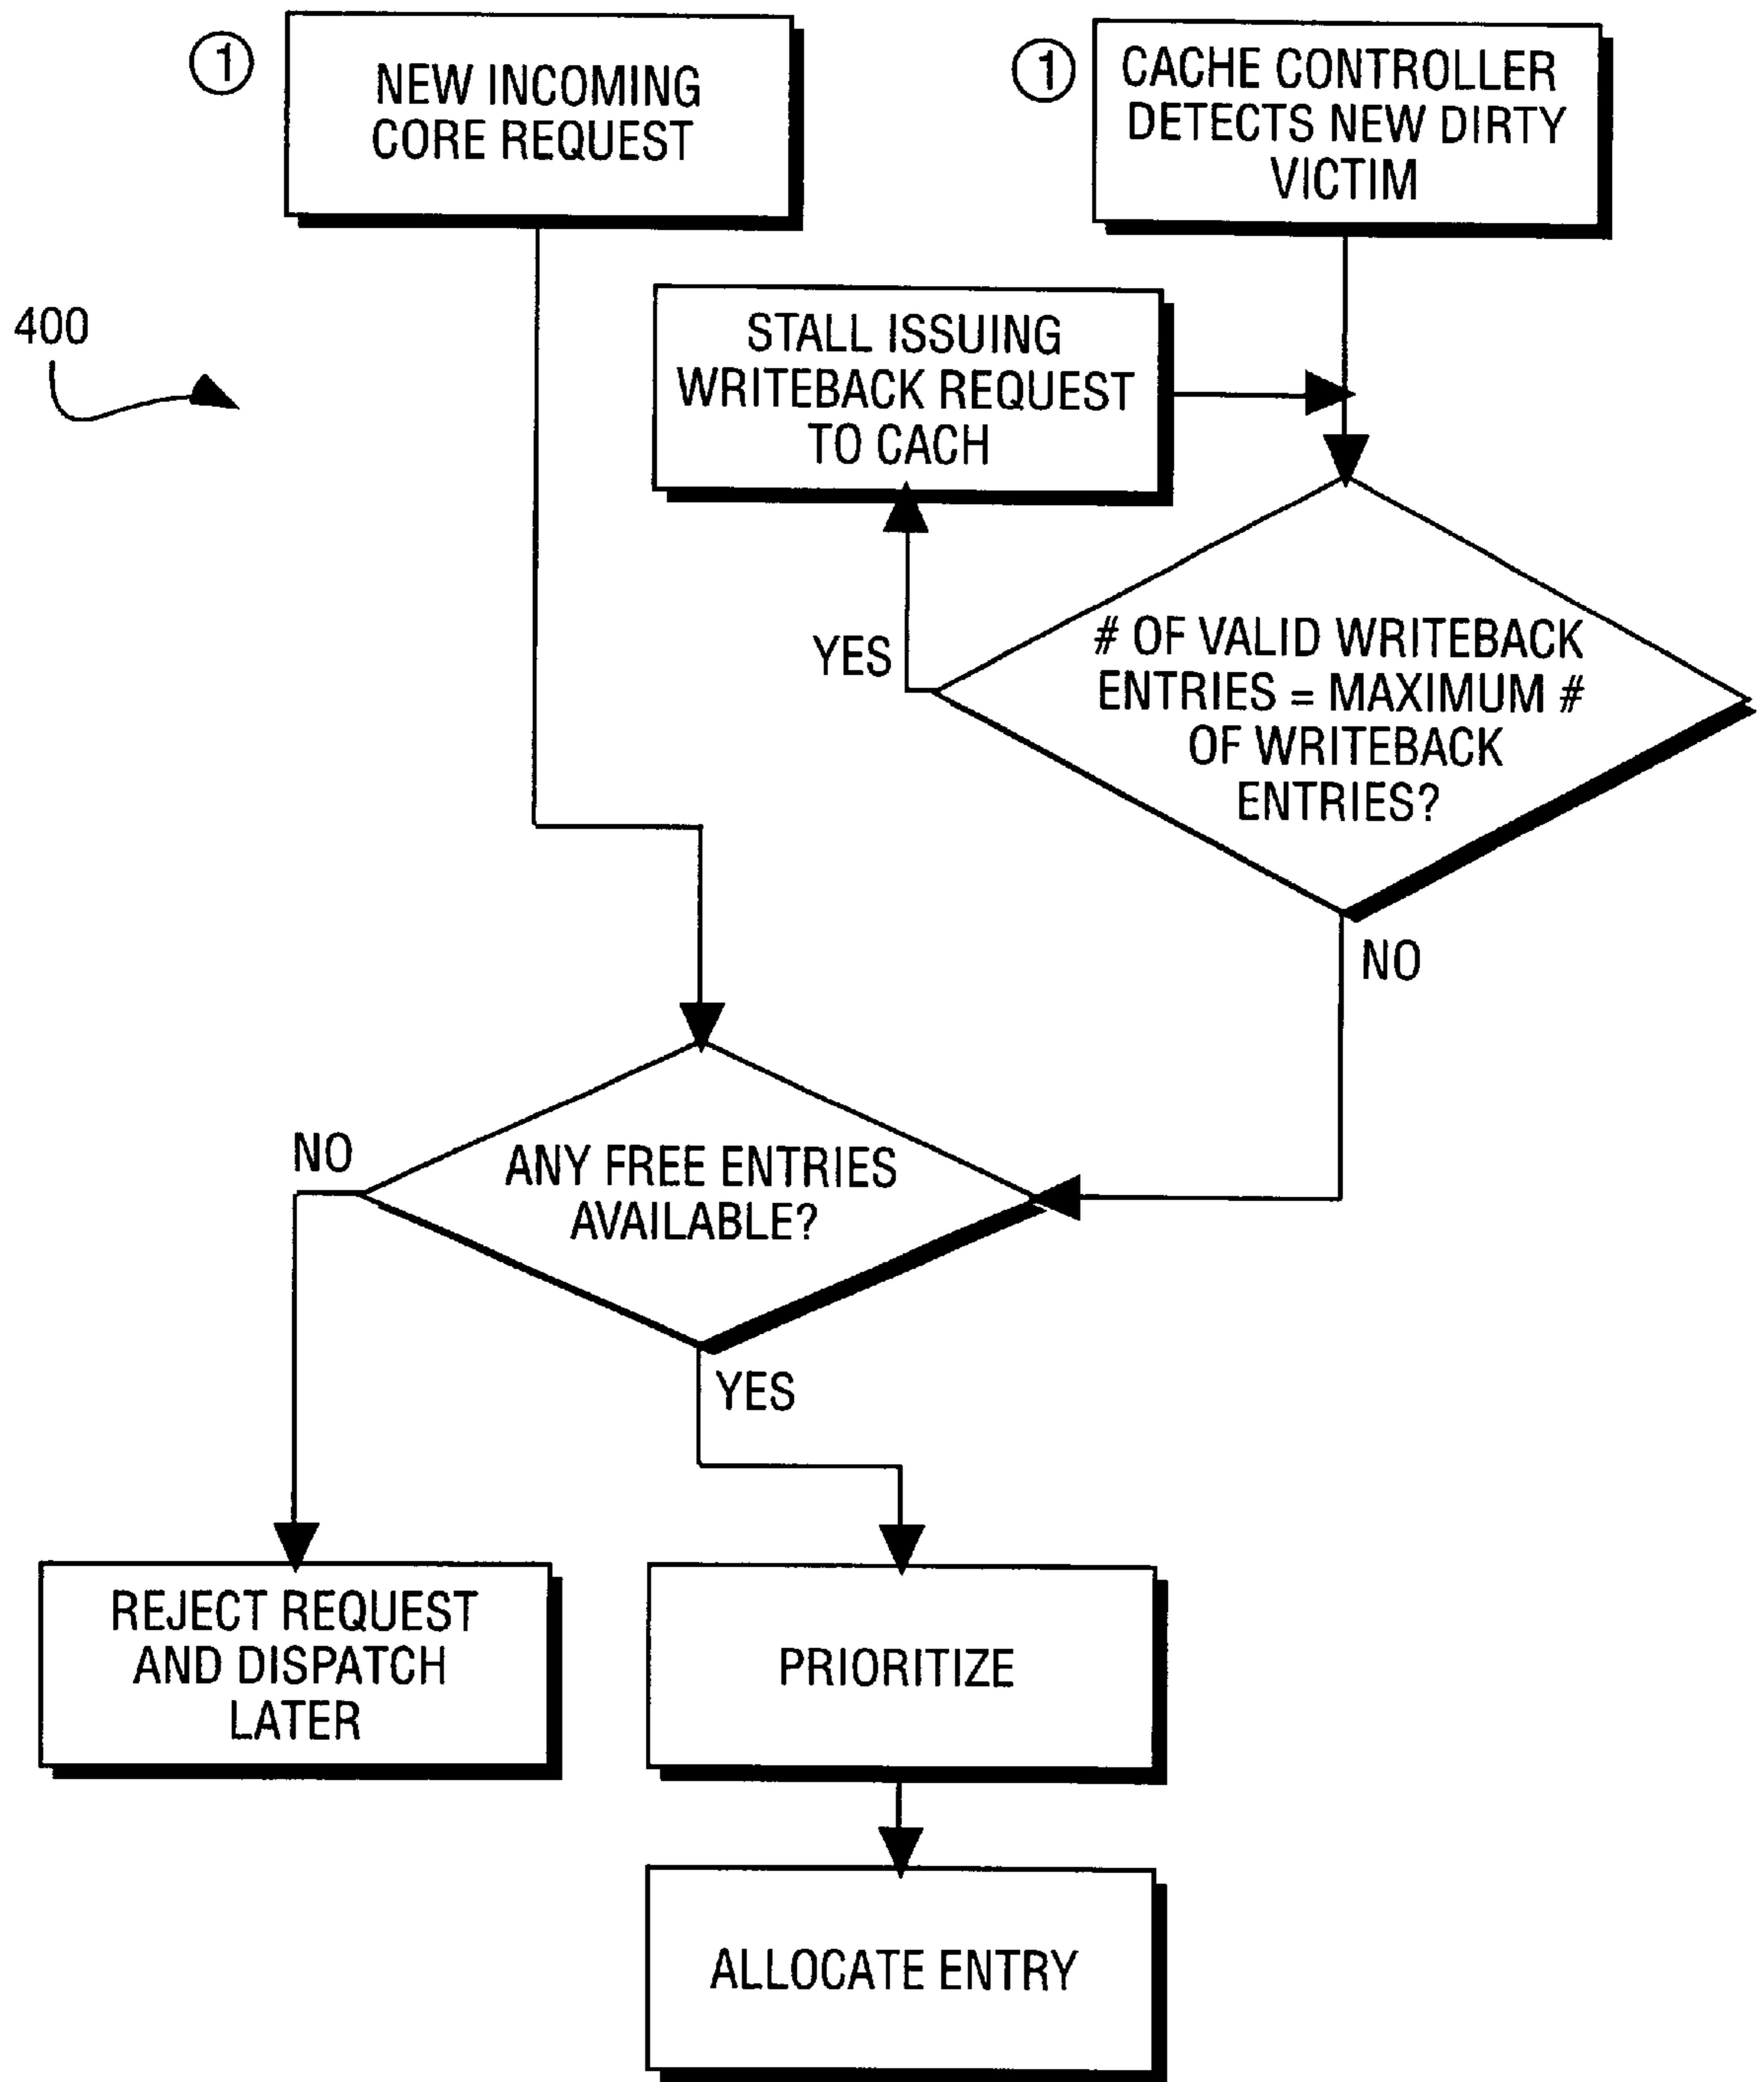 1
NEW INCOMING
CORE REQUEST
1
CACHE CONTROLLER
DETECTS NEW DIRTY
VICTIM
400
STALL ISSUING
WRITEBACK REQUEST
TO CACH
YES
# OF VALID WRITEBACK
ENTRIES = MAXIMUM #
OF WRITEBACK
ENTRIES?
NO
NO
ANY FREE ENTRIES
AVAILABLE?
YES
REJECT REQUEST
AND DISPATCH
LATER
PRIORITIZE
ALLOCATE ENTRY